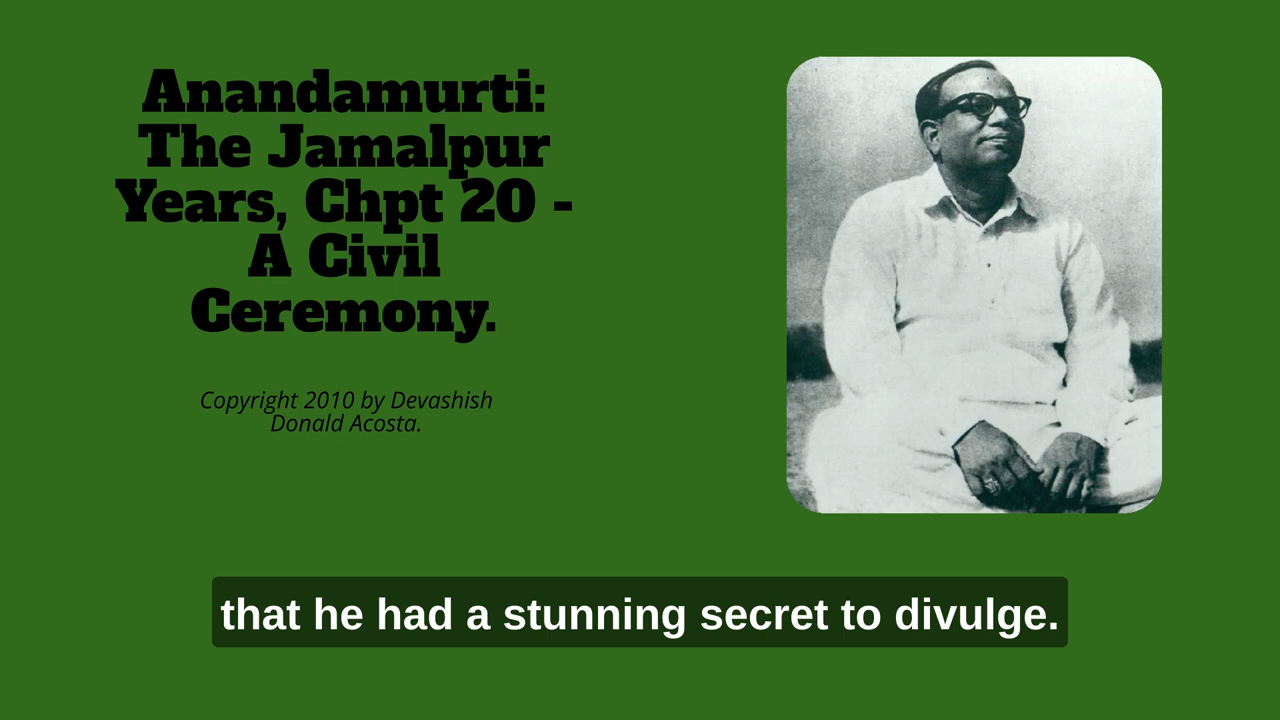 Anandamurti:
The Jamalpur
Years, Chpt 20 -
A Civil
Ceremony.
Copyright 2010 by Devashish
Donald Acosta.
that he had a stunning secret to divulge.